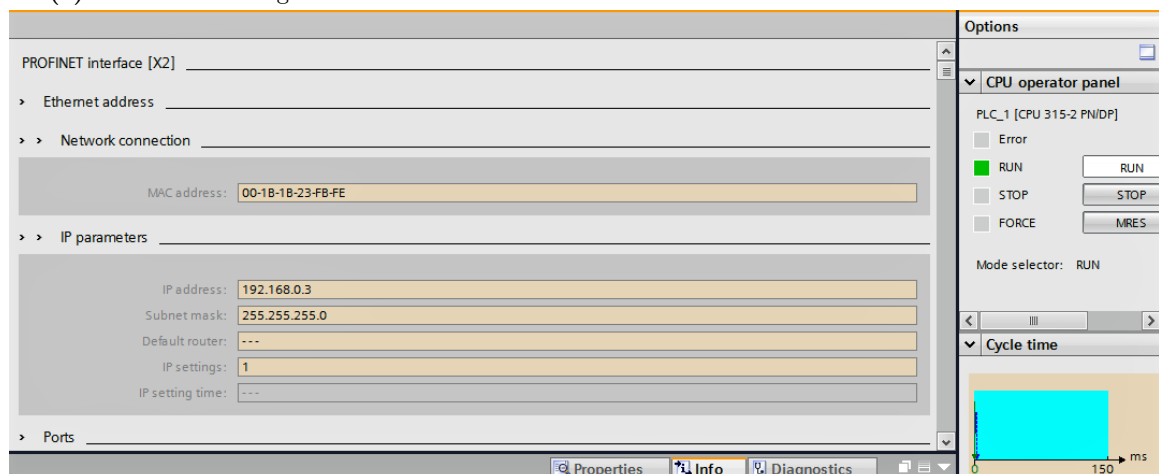 PROFINET interface [X2]
Ethernet address
Network connection
MAC address: 00-1B-1B-23-FB-FE
IP parameters
IP address: 192.168.0.3
Subnet mask: 255.255.255.0
Default router: ---
IP settings: 1
IP setting time: ---
Ports
Properties Info Diagnostics
Options
CPU operator panel
PLC_1 [CPU 315-2 PN/DP]
Error
RUN RUN
STOP STOP
FORCE MRES
Mode selector: RUN
Cycle time
0 150 ms